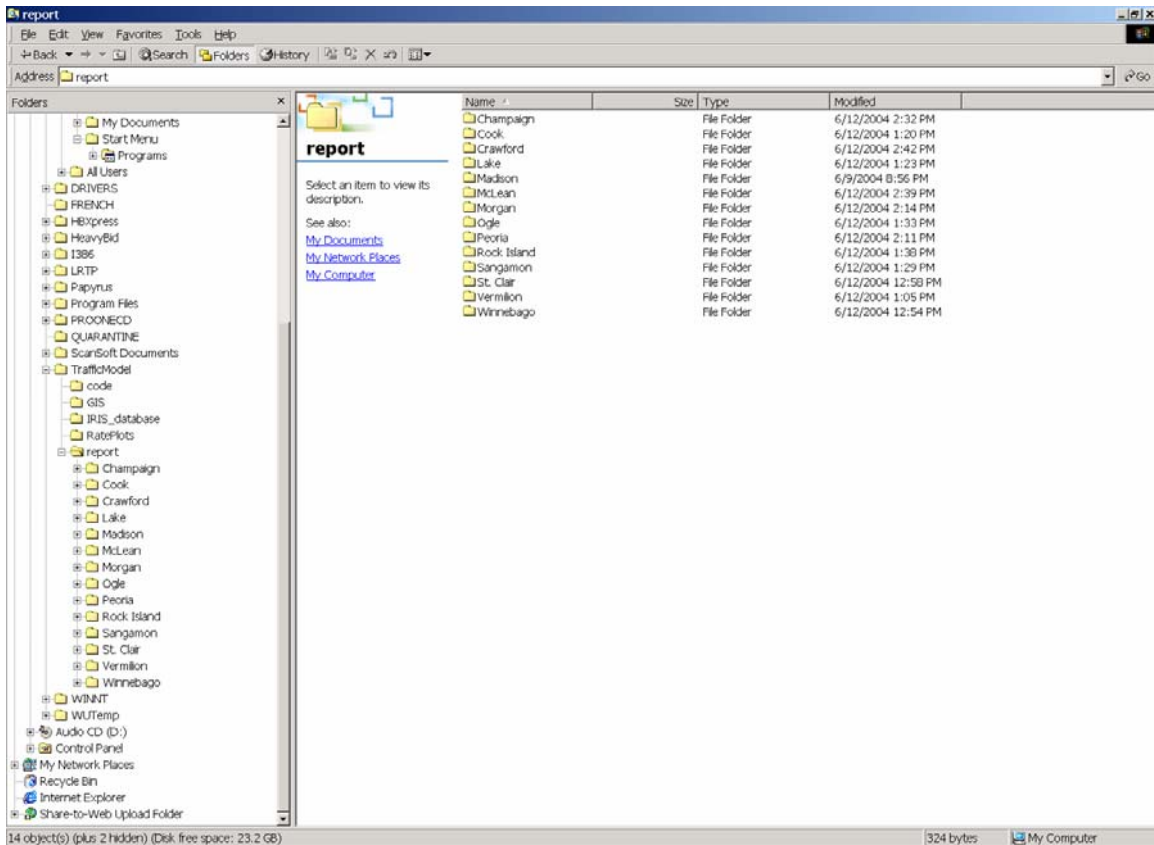 report
File Edit View Favorites Tools Help
Back Search Folders History
Address report Go
Folders
My Documents
Start Menu
Programs
All Users
DRIVERS
FRENCH
HBXpress
HeavyBid
I386
LRTP
Papyrus
Program Files
PROONECD
QUARANTINE
ScanSoft Documents
TrafficModel
code
GIS
IRIS_database
RatePlots
report
Champaign
Cook
Crawford
Lake
Madison
McLean
Morgan
Ogle
Peoria
Rock Island
Sangamon
St. Clair
Vermilion
Winnebago
WINNT
WUTemp
Audio CD (D:)
Control Panel
My Network Places
Recycle Bin
Internet Explorer
Share-to-Web Upload Folder
report
Select an item to view its
description.
See also:
My Documents
My Network Places
My Computer
Name Size Type Modified
Champaign File Folder 6/12/2004 2:32 PM
Cook File Folder 6/12/2004 1:20 PM
Crawford File Folder 6/12/2004 2:42 PM
Lake File Folder 6/12/2004 1:23 PM
Madison File Folder 6/9/2004 8:56 PM
McLean File Folder 6/12/2004 2:39 PM
Morgan File Folder 6/12/2004 2:14 PM
Ogle File Folder 6/12/2004 1:33 PM
Peoria File Folder 6/12/2004 2:11 PM
Rock Island File Folder 6/12/2004 1:38 PM
Sangamon File Folder 6/12/2004 1:29 PM
St. Clair File Folder 6/12/2004 12:58 PM
Vermilion File Folder 6/12/2004 1:05 PM
Winnebago File Folder 6/12/2004 12:54 PM
14 object(s) (plus 2 hidden) (Disk free space: 23.2 GB) 324 bytes My Computer